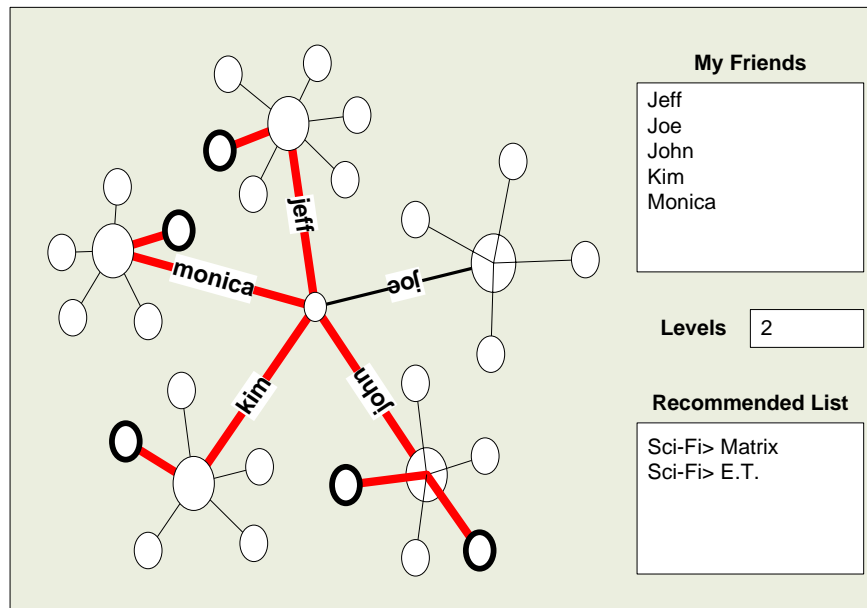 My Friends
Jeff
Joe
John
Kim
Monica
Levels 2
Recommended List
Sci-Fi> Matrix
Sci-Fi> E.T.
jeff
monica
joe
kim
john